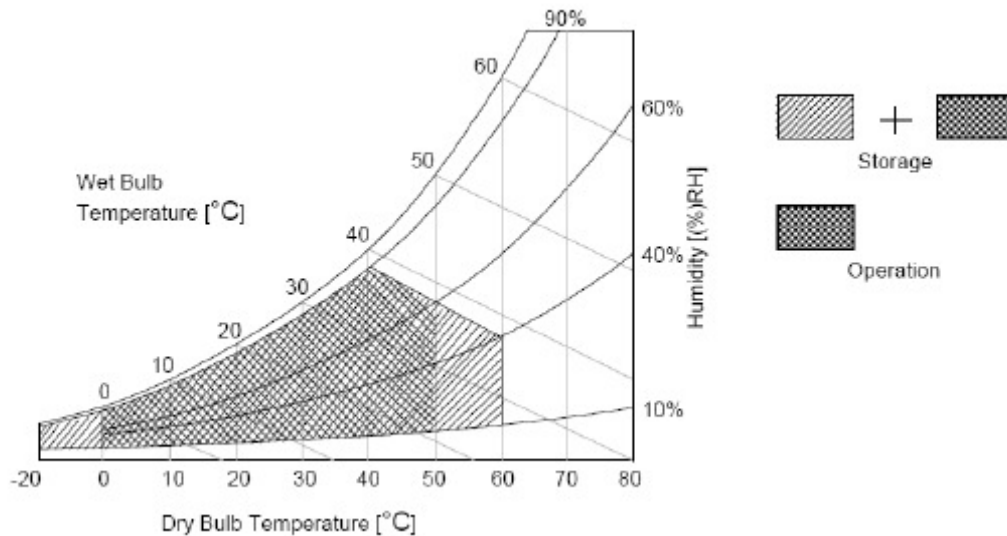 90%
60
60%
50
Storage
Wet Bulb
Temperature [°C]
40
40%
Humidity [(%)RH]
Operation
30
20
10
0
10%
-20 0 10 20 30 40 50 60 70 80
Dry Bulb Temperature [°C]